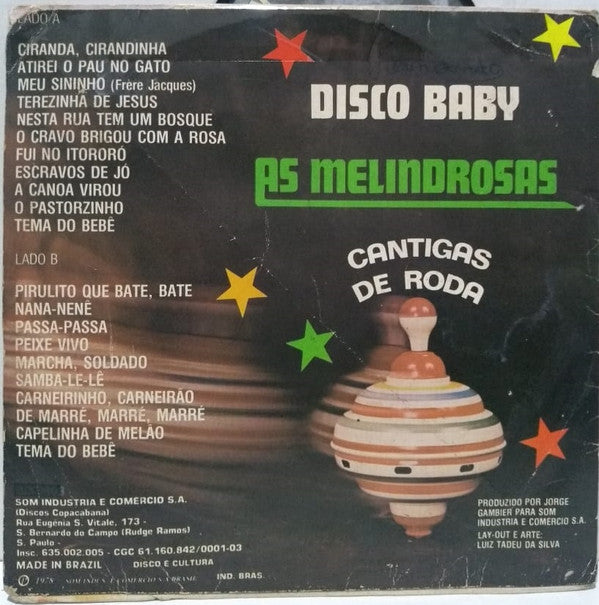 LADO A
CIRANDA, CIRANDINHA
ATIREI O PAU NO GATO
MEU SININHO (Frère Jacques)
TEREZINHA DE JESUS
NESTA RUA TEM UM BOSQUE
O CRAVO BRIGOU COM A ROSA
FUI NO ITORORÓ
ESCRAVOS DE JÓ
A CANOA VIROU
O PASTORZINHO
TEMA DO BEBÊ
LADO B
PIRULITO QUE BATE, BATE
NANA-NENÊ
PASSA-PASSA
PEIXE VIVO
MARCHA, SOLDADO
SAMBA-LE-LÊ
CARNEIRINHO, CARNEIRÃO
DE MARRÉ, MARRÉ, MARRÉ
CAPELINHA DE MELÃO
TEMA DO BEBÊ
DISCO BABY
AS MELINDROSAS
CANTIGAS
DE RODA
SOM INDUSTRIA E COMERCIO S.A.
(Discos Copacabana)
Rua Eugênia S. Vitale, 173 -
S. Bernardo do Campo (Rudge Ramos)
S. Paulo -
Insc. 635.002.005 - CGC 61.160.842/0001-03
MADE IN BRAZIL DISCO E CULTURA
℗ 1978 SOM INDUS. E COMÉRCIO S/A BRASIL IND. BRAS.
PRODUZIDO POR JORGE
GAMBIER PARA SOM
INDUSTRIA E COMERCIO S.A.
LAY-OUT E ARTE:
LUIZ TADEU DA SILVA